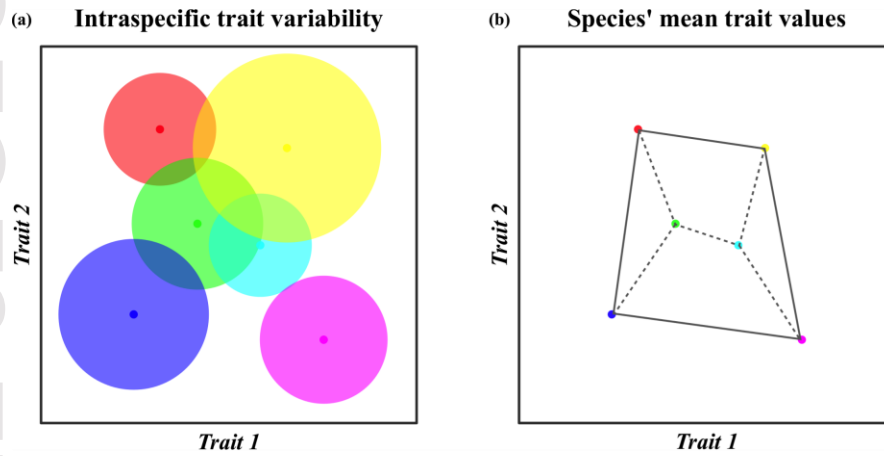 (a) Intraspecific trait variability
(b) Species' mean trait values
Trait 2
Trait 1
Trait 2
Trait 1